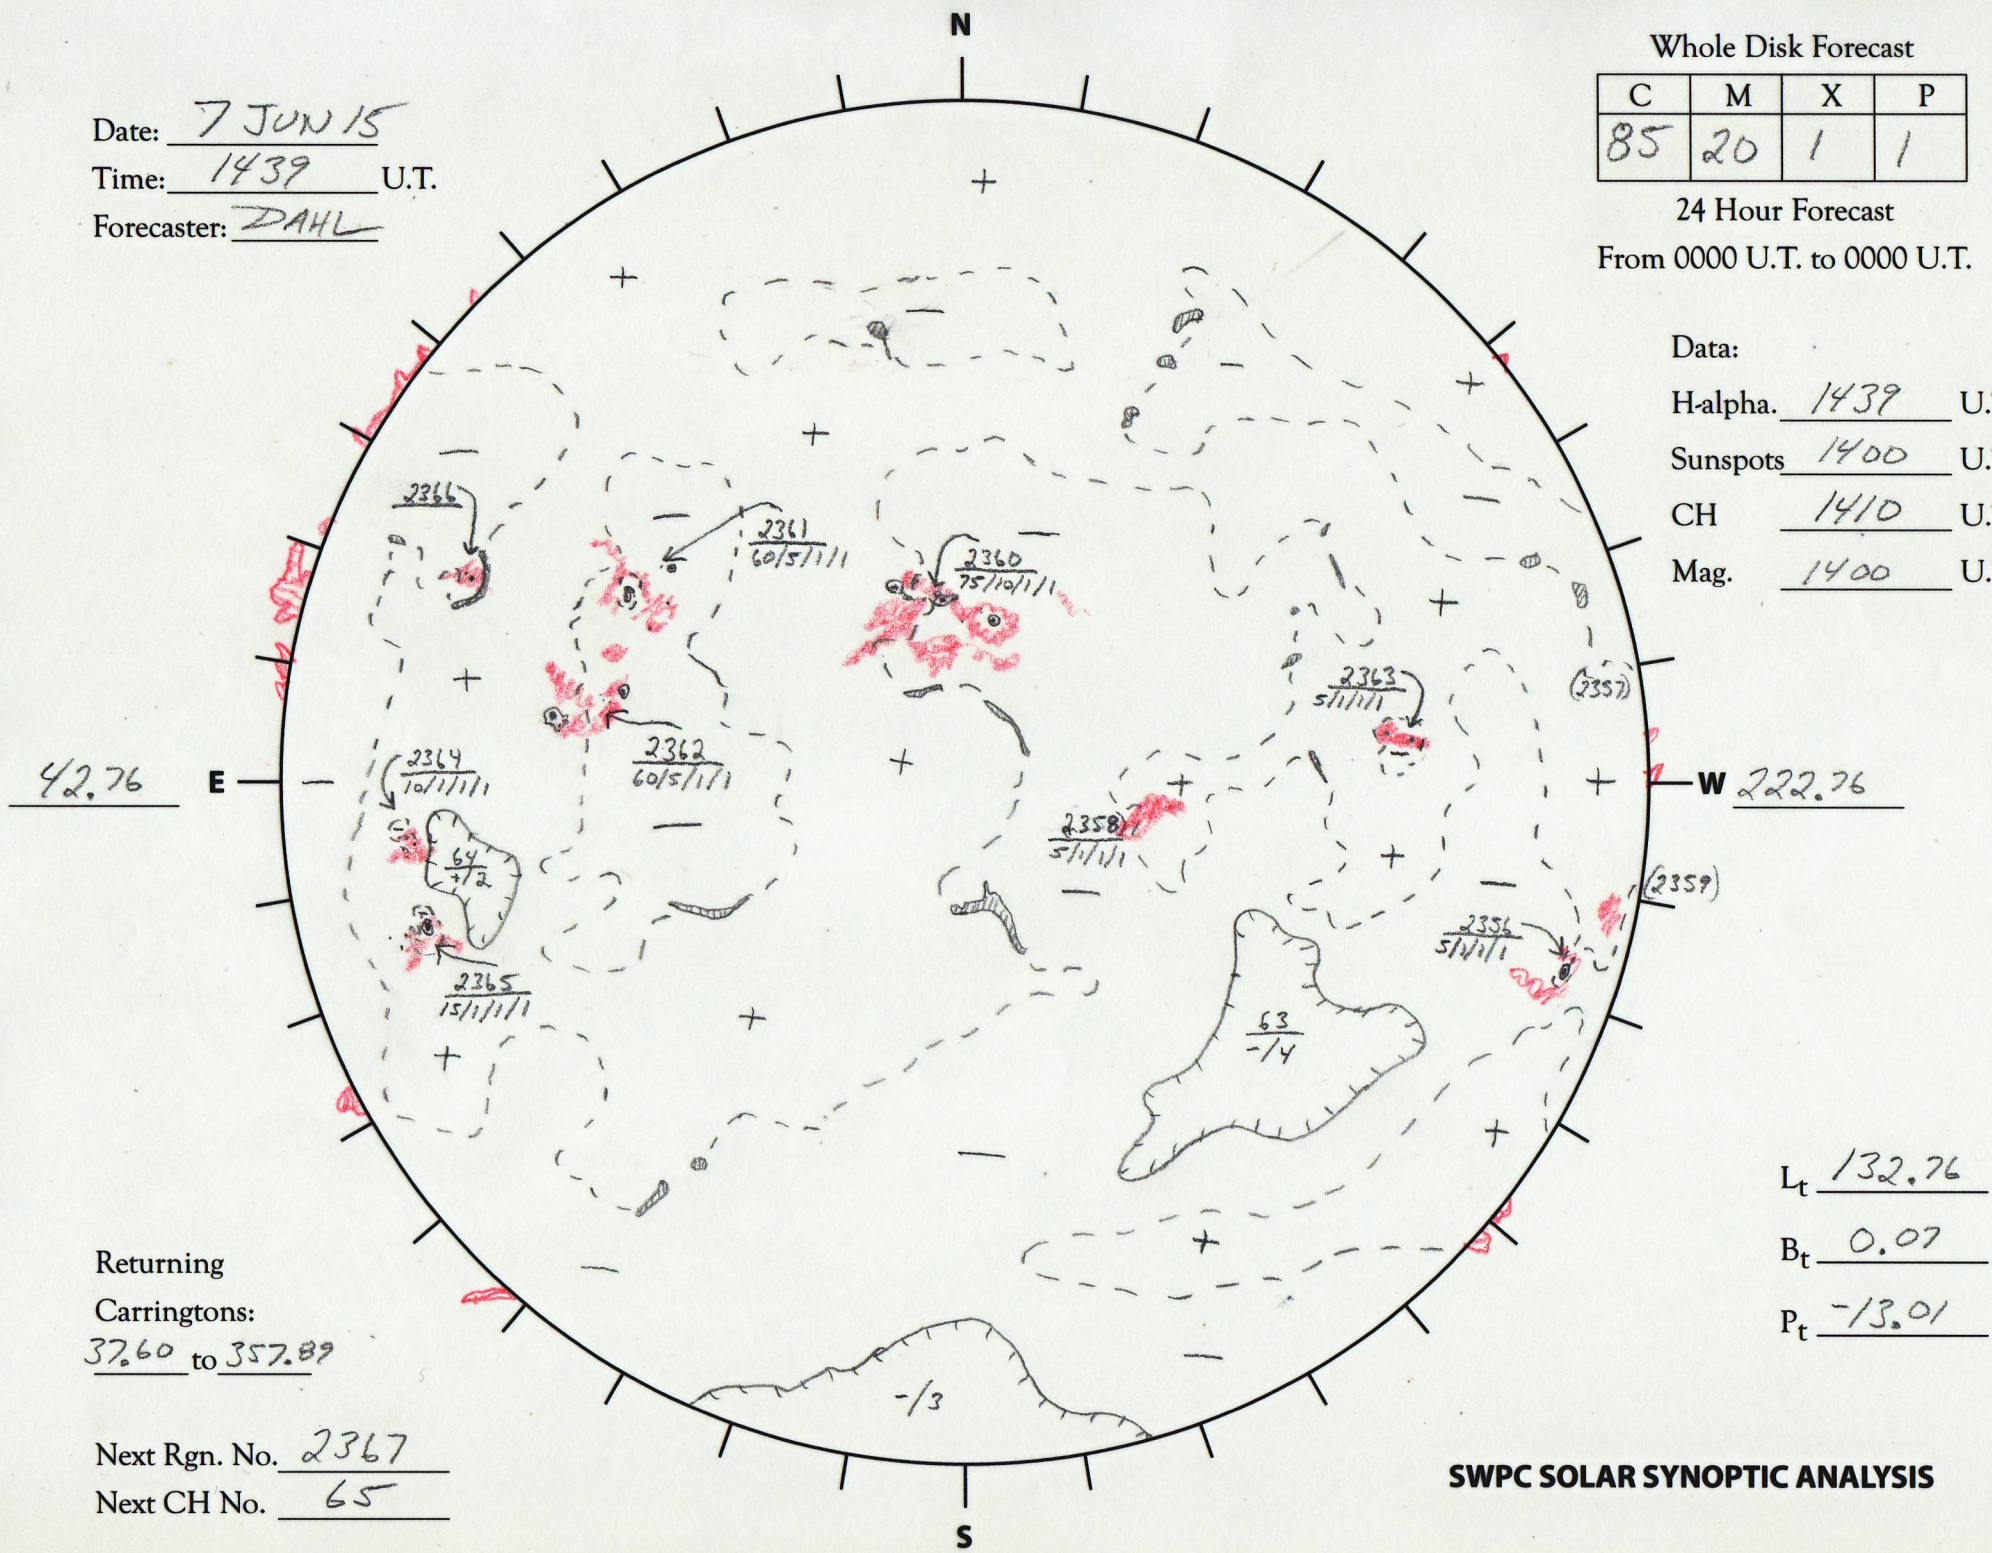 N
Whole Disk Forecast
C M X P
85 20 1 1
24 Hour Forecast
From 0000 U.T. to 0000 U.T.
Date: 7 JUN 15
Time: 1439 U.T.
Forecaster: DAHL
Data:
H-alpha. 1439 U.
Sunspots 1400 U.
CH 1410 U.
Mag. 1400 U.
2366
2361
60/5/1/1
2360
75/10/1/1
2363
5/1/1/1
(2357)
2362
60/5/1/1
2364
10/1/1/1
42.76 E
W 222.76
2358
5/1/1/1
64
+/2
(2359)
2356
5/1/1/1
2365
15/1/1/1
63
-/4
Lt 132.76
Bt 0.07
Pt -13.01
Returning
Carringtons:
37.60 to 357.89
-/3
Next Rgn. No. 2367
Next CH No. 65
SWPC SOLAR SYNOPTIC ANALYSIS
S